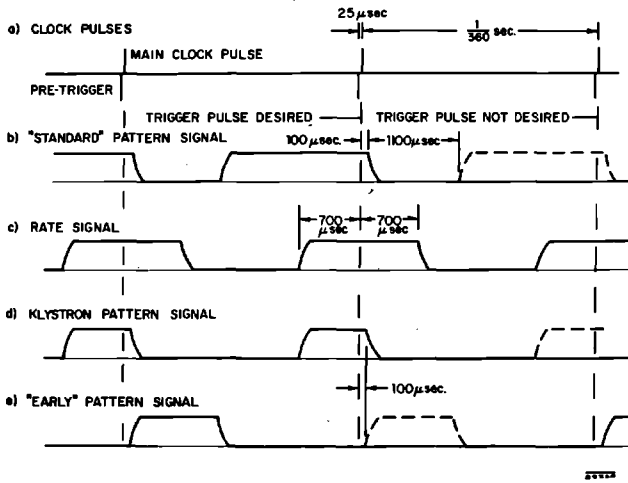 25 μsec
a) CLOCK PULSES
1/360 sec.
MAIN CLOCK PULSE
PRE-TRIGGER
TRIGGER PULSE DESIRED
TRIGGER PULSE NOT DESIRED
b) "STANDARD" PATTERN SIGNAL
100 μsec.
1100 μsec
c) RATE SIGNAL
700 μsec
700 μsec
d) KLYSTRON PATTERN SIGNAL
100 μsec.
e) "EARLY" PATTERN SIGNAL